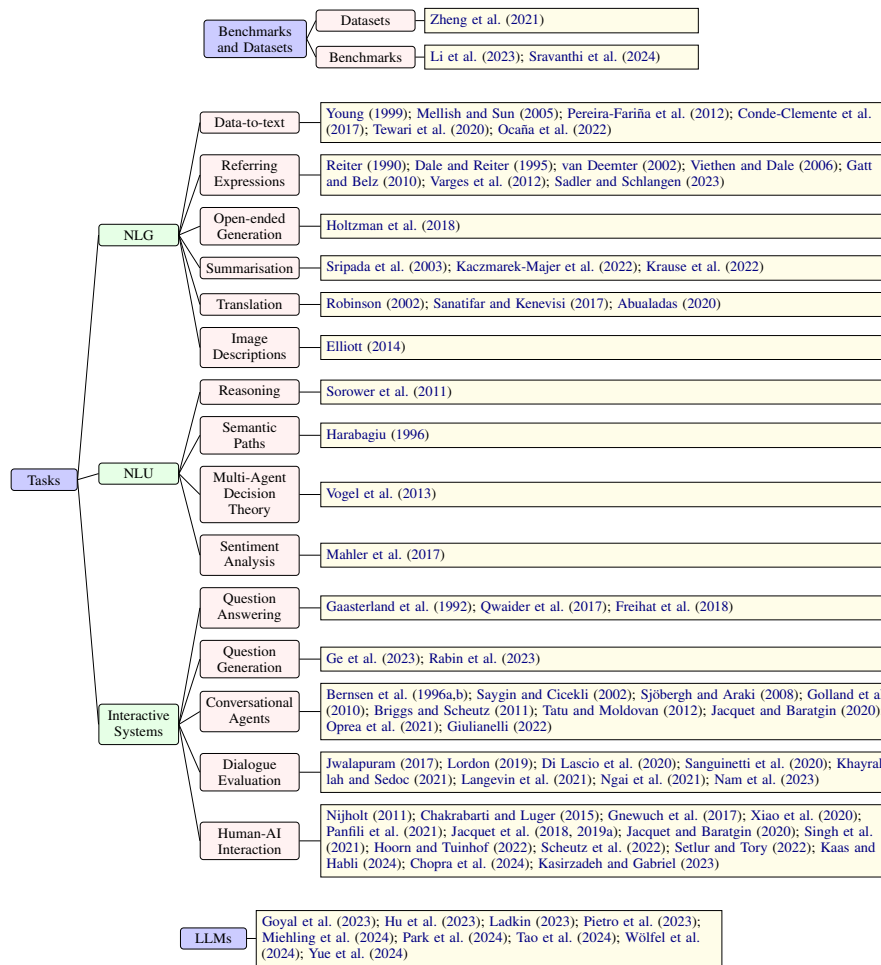 Benchmarks
and Datasets
Datasets
Zheng et al. (2021)
Benchmarks
Li et al. (2023); Sravanthi et al. (2024)
Tasks
NLG
Data-to-text
Young (1999); Mellish and Sun (2005); Pereira-Fariña et al. (2012); Conde-Clemente et al.
(2017); Tewari et al. (2020); Ocaña et al. (2022)
Referring
Expressions
Reiter (1990); Dale and Reiter (1995); van Deemter (2002); Viethen and Dale (2006); Gatt
and Belz (2010); Varges et al. (2012); Sadler and Schlangen (2023)
Open-ended
Generation
Holtzman et al. (2018)
Summarisation
Sripada et al. (2003); Kaczmarek-Majer et al. (2022); Krause et al. (2022)
Translation
Robinson (2002); Sanatifar and Kenevisi (2017); Abualadas (2020)
Image
Descriptions
Elliott (2014)
NLU
Reasoning
Sorower et al. (2011)
Semantic
Paths
Harabagiu (1996)
Multi-Agent
Decision
Theory
Vogel et al. (2013)
Sentiment
Analysis
Mahler et al. (2017)
Interactive
Systems
Question
Answering
Gaasterland et al. (1992); Qwaider et al. (2017); Freihat et al. (2018)
Question
Generation
Ge et al. (2023); Rabin et al. (2023)
Conversational
Agents
Bernsen et al. (1996a,b); Saygin and Cicekli (2002); Sjöbergh and Araki (2008); Golland et al
(2010); Briggs and Scheutz (2011); Tatu and Moldovan (2012); Jacquet and Baratgin (2020)
Oprea et al. (2021); Giulianelli (2022)
Dialogue
Evaluation
Jwalapuram (2017); Lordon (2019); Di Lascio et al. (2020); Sanguinetti et al. (2020); Khayral
lah and Sedoc (2021); Langevin et al. (2021); Ngai et al. (2021); Nam et al. (2023)
Human-AI
Interaction
Nijholt (2011); Chakrabarti and Luger (2015); Gnewuch et al. (2017); Xiao et al. (2020);
Panfili et al. (2021); Jacquet et al. (2018, 2019a); Jacquet and Baratgin (2020); Singh et al.
(2021); Hoorn and Tuinhof (2022); Scheutz et al. (2022); Setlur and Tory (2022); Kaas and
Habli (2024); Chopra et al. (2024); Kasirzadeh and Gabriel (2023)
LLMs
Goyal et al. (2023); Hu et al. (2023); Ladkin (2023); Pietro et al. (2023);
Miehling et al. (2024); Park et al. (2024); Tao et al. (2024); Wölfel et al.
(2024); Yue et al. (2024)